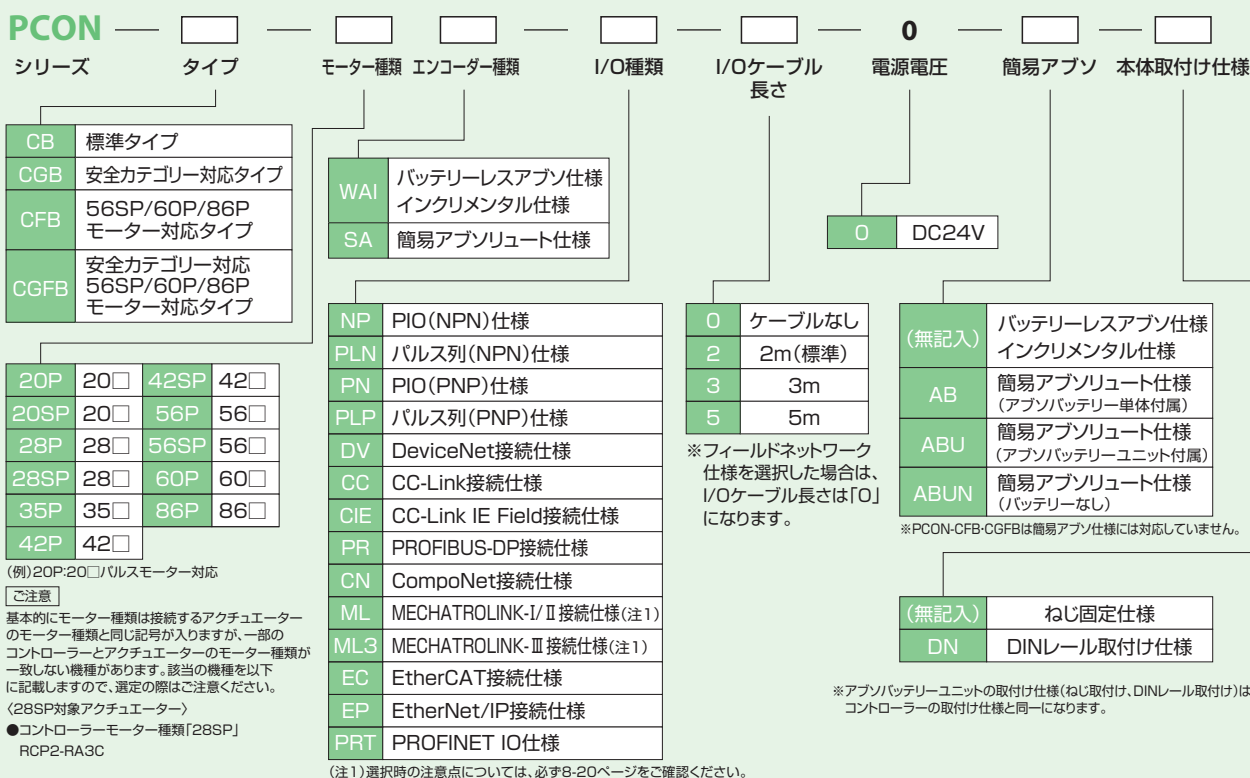 PCON — □ — □ □ — □ — □ — 0 — □ — □
シリーズ タイプ モーター種類 エンコーダー種類 I/O種類 I/Oケーブル長さ 電源電圧 簡易アブソ 本体取付け仕様
CB 標準タイプ
CGB 安全カテゴリー対応タイプ
CFB 56SP/60P/86P
モーター対応タイプ
CGFB 安全カテゴリー対応
56SP/60P/86P
モーター対応タイプ
20P 20□ 42SP 42□
20SP 20□ 56P 56□
28P 28□ 56SP 56□
28SP 28□ 60P 60□
35P 35□ 86P 86□
42P 42□
(例)20P:20□パルスモーター対応
ご注意
基本的にモーター種類は接続するアクチュエーター
のモーター種類と同じ記号が入りますが、一部の
コントローラーとアクチュエーターのモーター種類が
一致しない機種があります。該当の機種を以下
に記載しますので、選定の際はご注意ください。
〈28SP対象アクチュエーター〉
●コントローラーモーター種類「28SP」
RCP2-RA3C
WAI バッテリーレスアブソ仕様
インクリメンタル仕様
SA 簡易アブソリュート仕様
NP PIO(NPN)仕様
PLN パルス列(NPN)仕様
PN PIO(PNP)仕様
PLP パルス列(PNP)仕様
DV DeviceNet接続仕様
CC CC-Link接続仕様
CIE CC-Link IE Field接続仕様
PR PROFIBUS-DP接続仕様
CN CompoNet接続仕様
ML MECHATROLINK-Ⅰ/Ⅱ接続仕様(注1)
ML3 MECHATROLINK-Ⅲ接続仕様(注1)
EC EtherCAT接続仕様
EP EtherNet/IP接続仕様
PRT PROFINET IO仕様
(注1)選択時の注意点については、必ず8-20ページをご確認ください。
0 ケーブルなし
2 2m(標準)
3 3m
5 5m
※フィールドネットワーク
仕様を選択した場合は、
I/Oケーブル長さは「0」
になります。
0 DC24V
(無記入) バッテリーレスアブソ仕様
インクリメンタル仕様
AB 簡易アブソリュート仕様
(アブソバッテリー単体付属)
ABU 簡易アブソリュート仕様
(アブソバッテリーユニット付属)
ABUN 簡易アブソリュート仕様
(バッテリーなし)
※PCON-CFB・CGFBは簡易アブソ仕様には対応していません。
(無記入) ねじ固定仕様
DN DINレール取付け仕様
※アブソバッテリーユニットの取付け仕様(ねじ取付け、DINレール取付け)は
コントローラーの取付け仕様と同一になります。